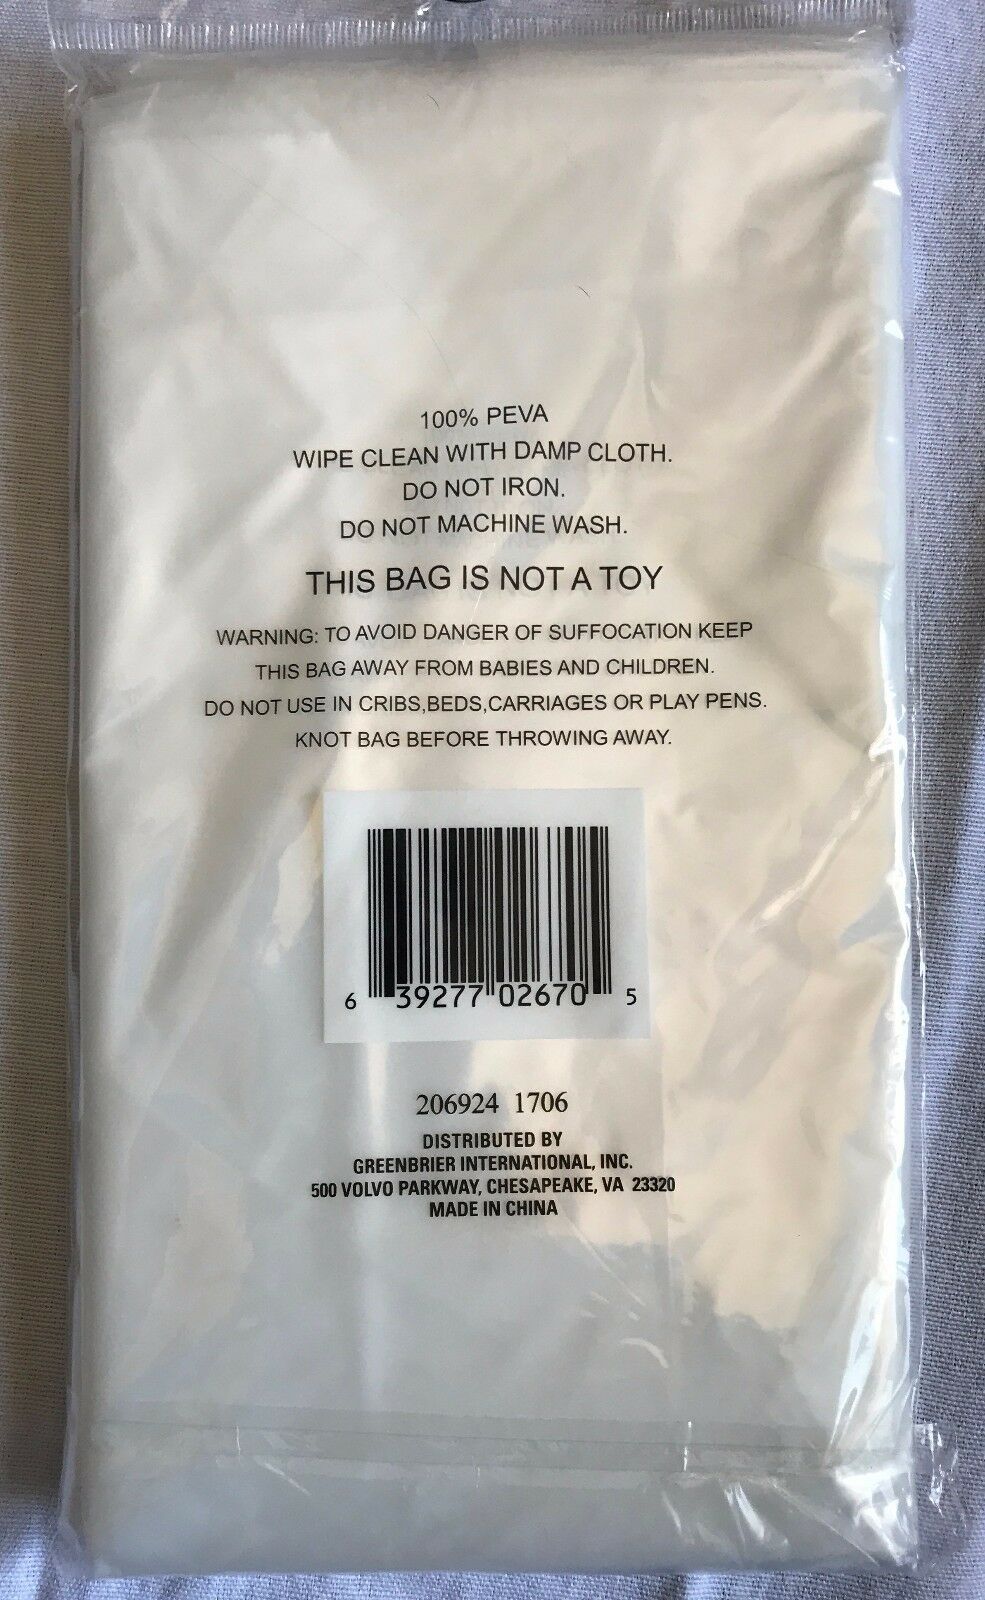 100% PEVA
WIPE CLEAN WITH DAMP CLOTH.
DO NOT IRON.
DO NOT MACHINE WASH.
THIS BAG IS NOT A TOY
WARNING: TO AVOID DANGER OF SUFFOCATION KEEP
THIS BAG AWAY FROM BABIES AND CHILDREN.
DO NOT USE IN CRIBS,BEDS,CARRIAGES OR PLAY PENS.
KNOT BAG BEFORE THROWING AWAY.
6 39277 02670 5
206924 1706
DISTRIBUTED BY
GREENBRIER INTERNATIONAL, INC.
500 VOLVO PARKWAY, CHESAPEAKE, VA 23320
MADE IN CHINA